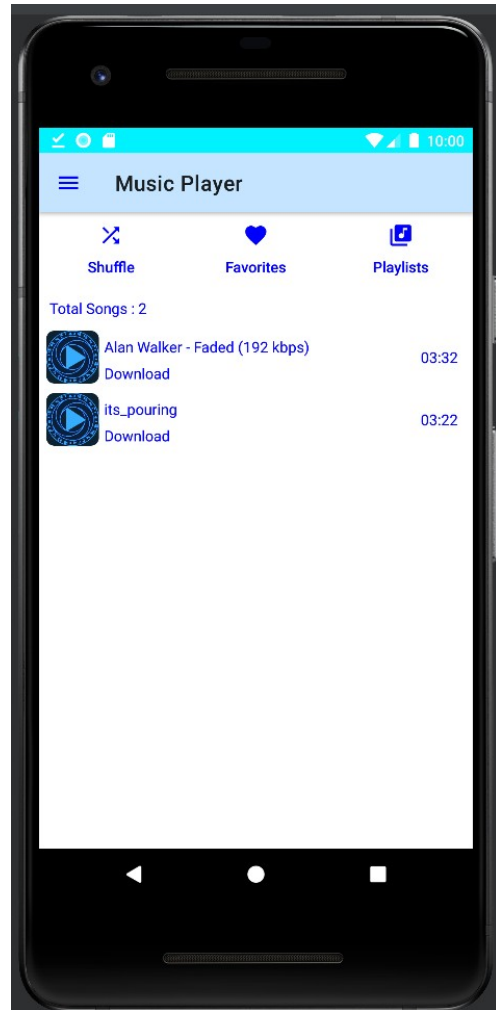 10:00
Music Player
Shuffle Favorites Playlists
Total Songs : 2
Alan Walker - Faded (192 kbps)
03:32
Download
its_pouring
03:22
Download